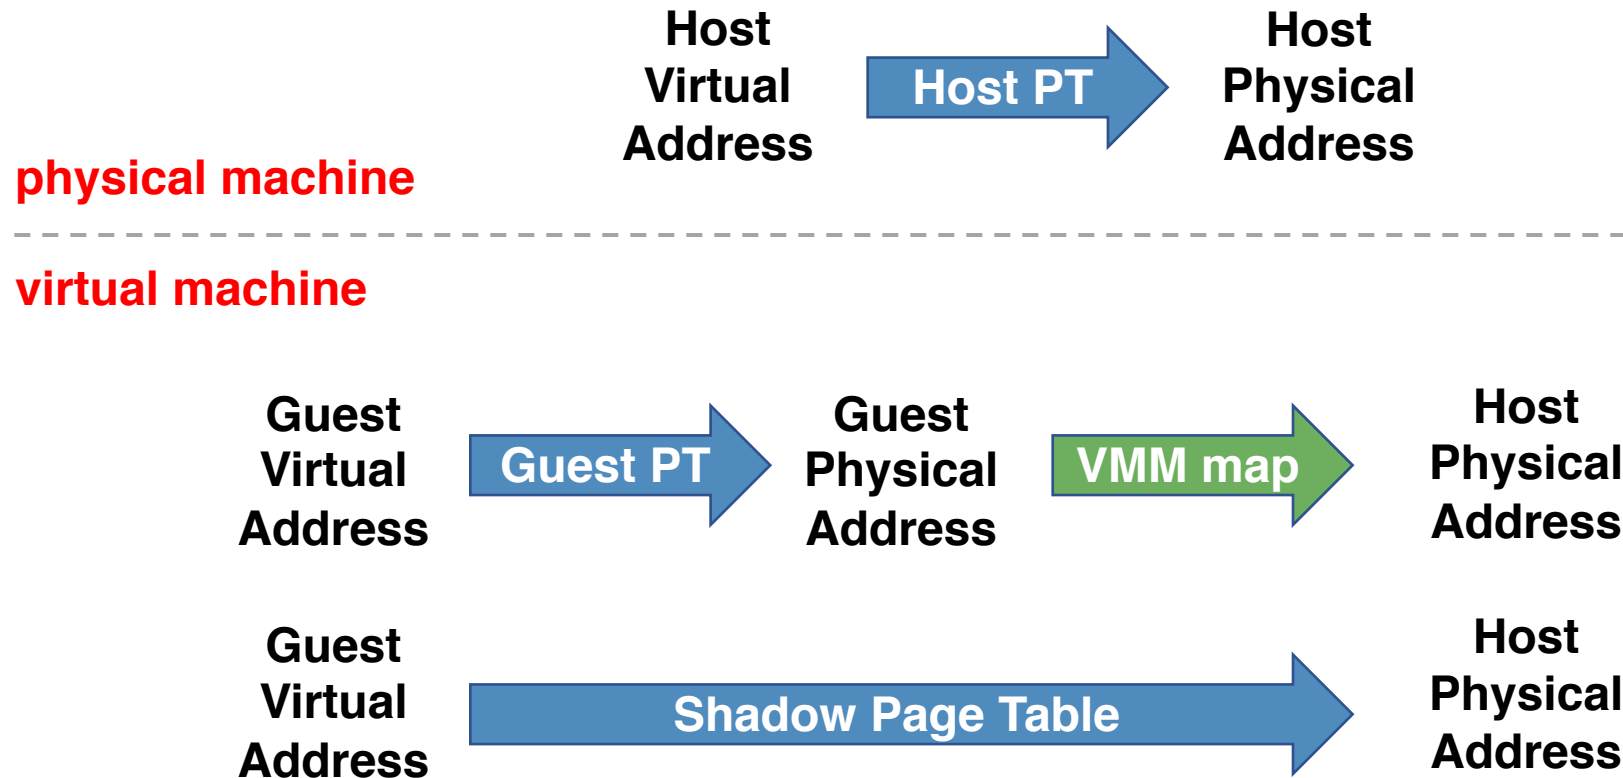 Host
Virtual
Address
Host PT
Host
Physical
Address
physical machine
virtual machine
Guest
Virtual
Address
Guest PT
Guest
Physical
Address
VMM map
Host
Physical
Address
Guest
Virtual
Address
Shadow Page Table
Host
Physical
Address